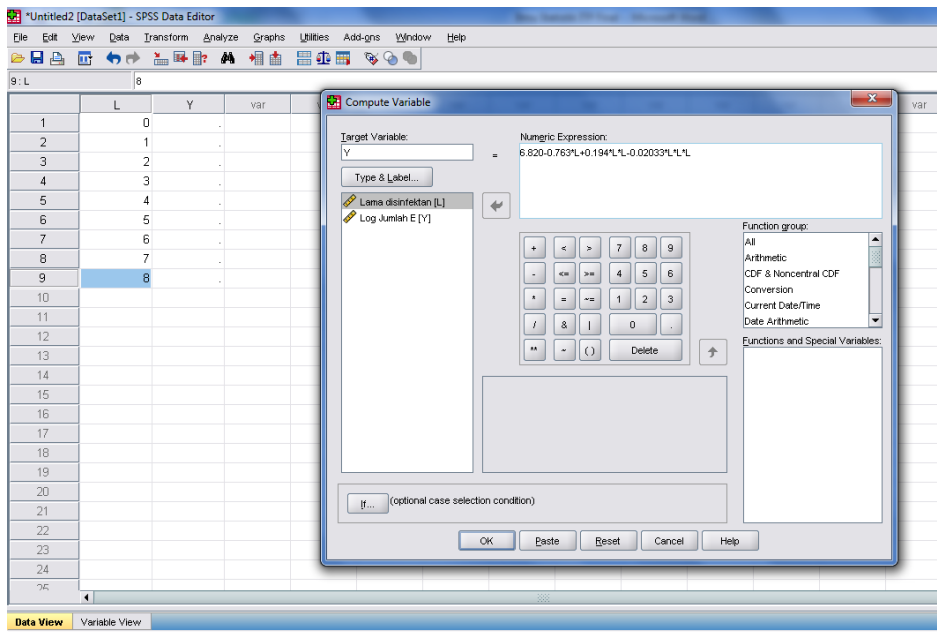 *Untitled2 [DataSet1] - SPSS Data Editor
File Edit View Data Transform Analyze Graphs Utilities Add-ons Window Help
9 : L 8
L Y var var
1 0 .
2 1 .
3 2 .
4 3 .
5 4 .
6 5 .
7 6 .
8 7 .
9 8 .
10
11
12
13
14
15
16
17
18
19
20
21
22
23
24
25
Compute Variable
Target Variable:
Y
=
Numeric Expression:
6.820-0.763*L+0.194*L*L-0.02033*L*L*L
Type & Label...
Lama disinfektan [L]
Log Jumlah E [Y]
+ < > 7 8 9
- <= >= 4 5 6
* = ~= 1 2 3
/ & | 0 .
** ~ ( ) Delete
Function group:
All
Arithmetic
CDF & Noncentral CDF
Conversion
Current Date/Time
Date Arithmetic
Functions and Special Variables:
If... (optional case selection condition)
OK Paste Reset Cancel Help
Data View Variable View